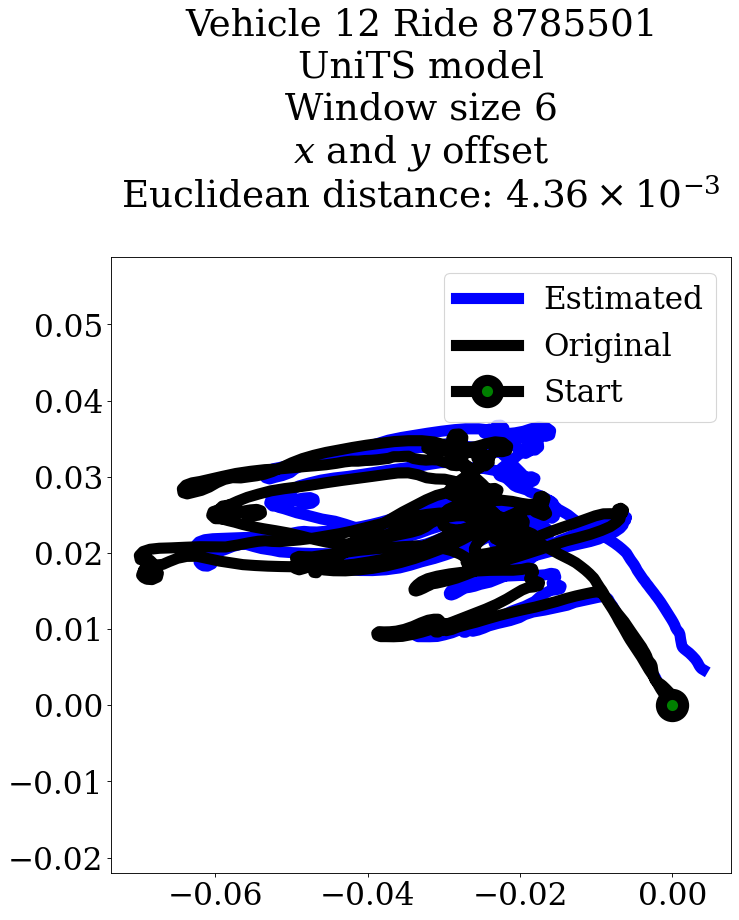 Vehicle 12 Ride 8785501
UniTS model
Window size 6
x and y offset
Euclidean distance: 4.36 × 10⁻³
Estimated
Original
Start
0.05
0.04
0.03
0.02
0.01
0.00
−0.01
−0.02
−0.06 −0.04 −0.02 0.00